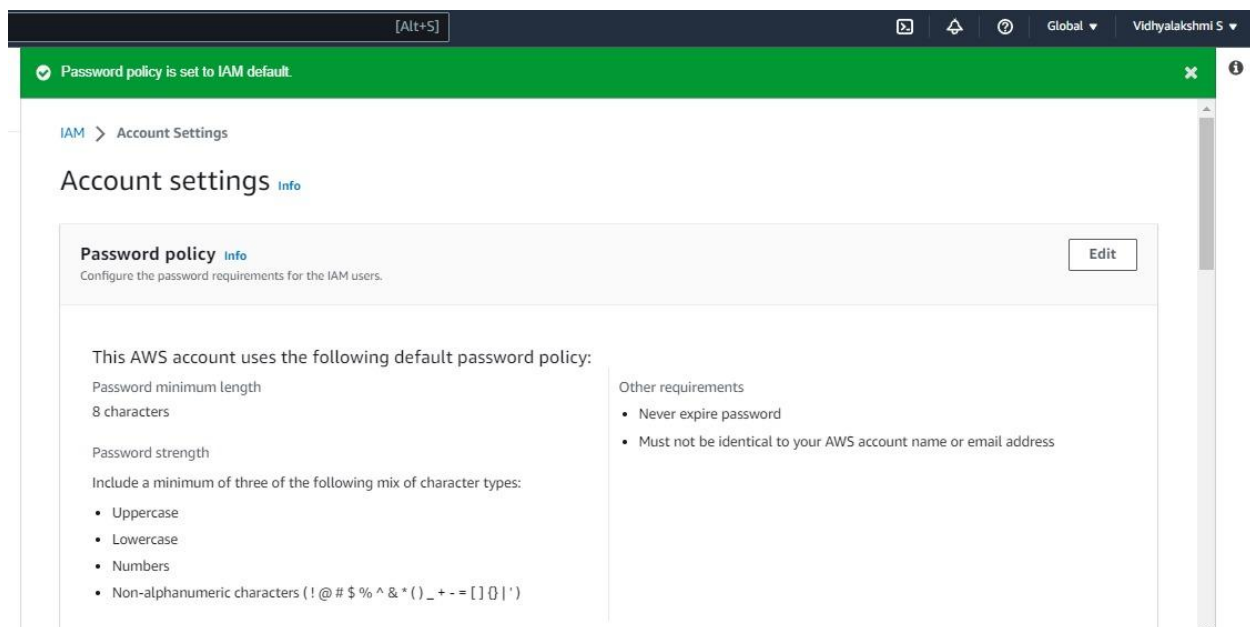 [Alt+S]
Global
Vidhyalakshmi S
Password policy is set to IAM default.
IAM > Account Settings
Account settings Info
Password policy Info
Edit
Configure the password requirements for the IAM users.
This AWS account uses the following default password policy:
Password minimum length
8 characters
Password strength
Include a minimum of three of the following mix of character types:
• Uppercase
• Lowercase
• Numbers
• Non-alphanumeric characters ( ! @ # $ % ^ & * ( ) _ + - = [ ] {} | ' )
Other requirements
• Never expire password
• Must not be identical to your AWS account name or email address